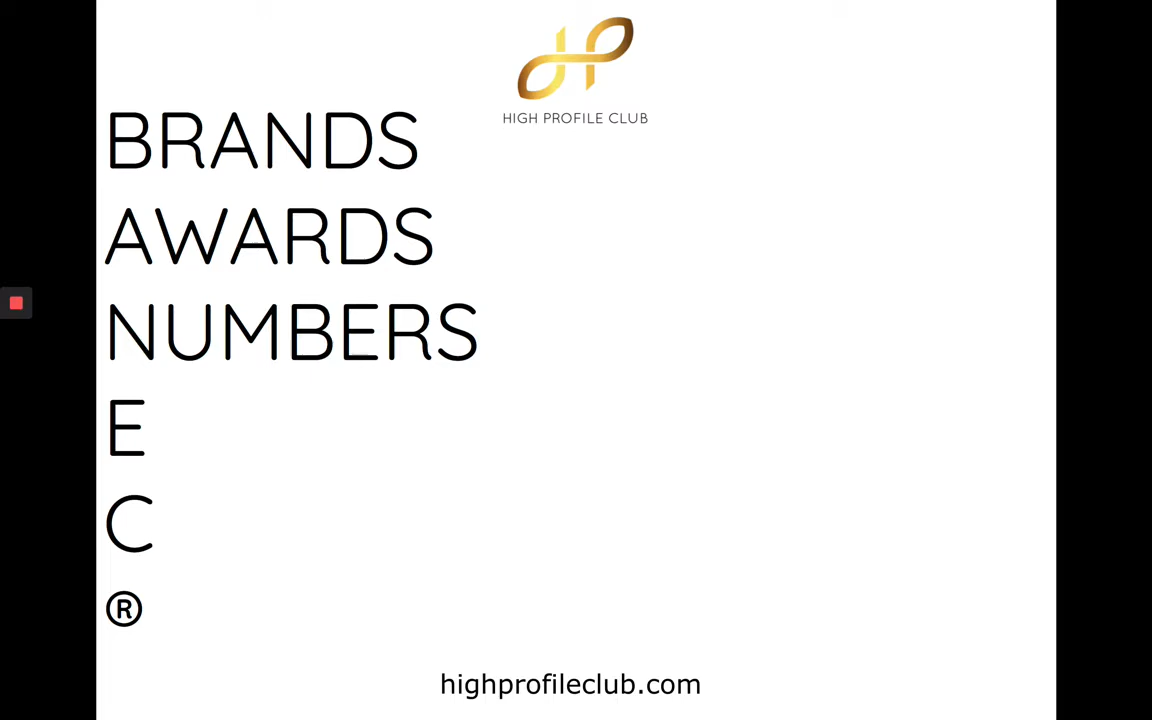 HIGH PROFILE CLUB
BRANDS
AWARDS
NUMBERS
E
C
®
highprofileclub.com